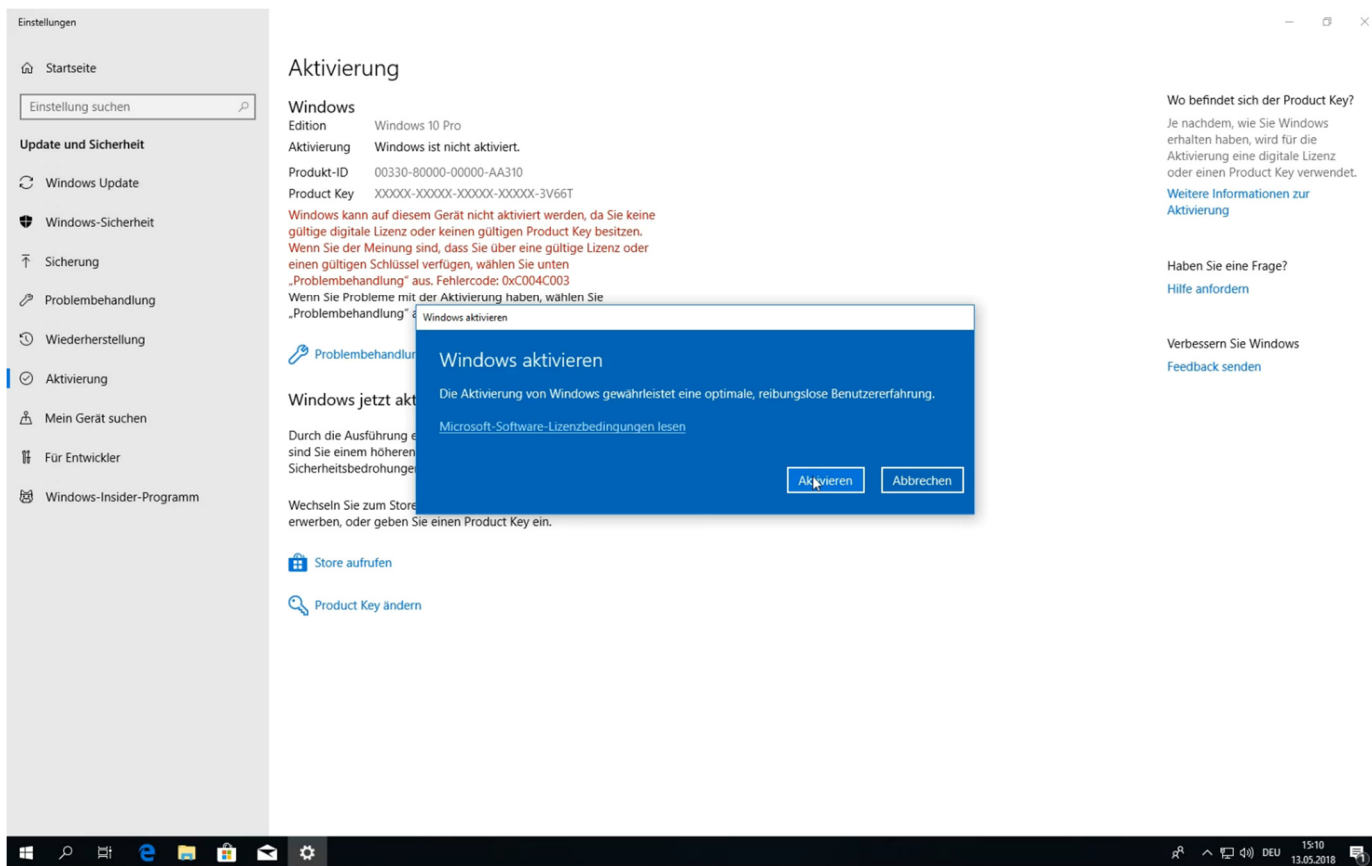 Einstellungen
Startseite
Einstellung suchen
Update und Sicherheit
Windows Update
Windows-Sicherheit
Sicherung
Problembehandlung
Wiederherstellung
Aktivierung
Mein Gerät suchen
Für Entwickler
Windows-Insider-Programm
Aktivierung
Windows
Edition Windows 10 Pro
Aktivierung Windows ist nicht aktiviert.
Produkt-ID 00330-80000-00000-AA310
Product Key XXXXX-XXXXX-XXXXX-XXXXX-3V66T
Windows kann auf diesem Gerät nicht aktiviert werden, da Sie keine
gültige digitale Lizenz oder keinen gültigen Product Key besitzen.
Wenn Sie der Meinung sind, dass Sie über eine gültige Lizenz oder
einen gültigen Schlüssel verfügen, wählen Sie unten
„Problembehandlung" aus. Fehlercode: 0xC004C003
Wenn Sie Probleme mit der Aktivierung haben, wählen Sie
„Problembehandlung"
Problembehandlun
Windows jetzt akt
Durch die Ausführung
sind Sie einem höheren
Sicherheitsbedrohunge
Wechseln Sie zum Store
erwerben, oder geben Sie einen Product Key ein.
Store aufrufen
Product Key ändern
Windows aktivieren
Windows aktivieren
Die Aktivierung von Windows gewährleistet eine optimale, reibungslose Benutzererfahrung.
Microsoft-Software-Lizenzbedingungen lesen
Aktivieren Abbrechen
Wo befindet sich der Product Key?
Je nachdem, wie Sie Windows
erhalten haben, wird für die
Aktivierung eine digitale Lizenz
oder einen Product Key verwendet.
Weitere Informationen zur
Aktivierung
Haben Sie eine Frage?
Hilfe anfordern
Verbessern Sie Windows
Feedback senden
DEU
15:10
13.05.2018